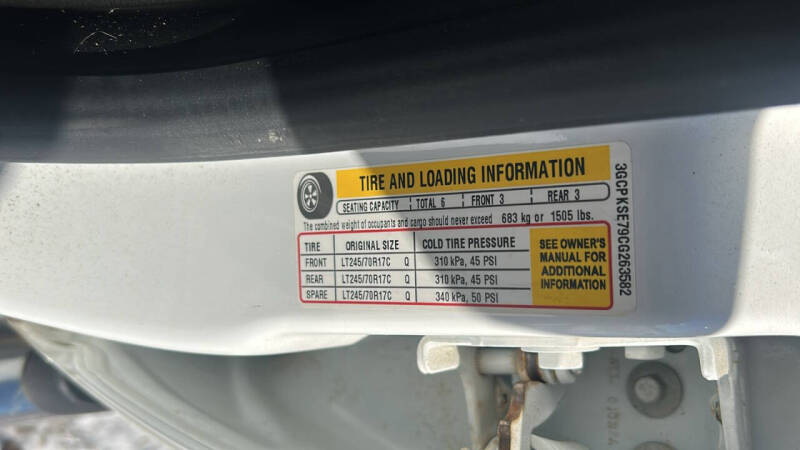 TIRE AND LOADING INFORMATION
SEATING CAPACITY TOTAL 6 FRONT 3 REAR 3
The combined weight of occupants and cargo should never exceed 683 kg or 1505 lbs.
TIRE ORIGINAL SIZE COLD TIRE PRESSURE
FRONT LT245/70R17C Q 310 kPa, 45 PSI
REAR LT245/70R17C Q 310 kPa, 45 PSI
SPARE LT245/70R17C Q 340 kPa, 50 PSI
SEE OWNER'S
MANUAL FOR
ADDITIONAL
INFORMATION
3GCPKSE79CG263582